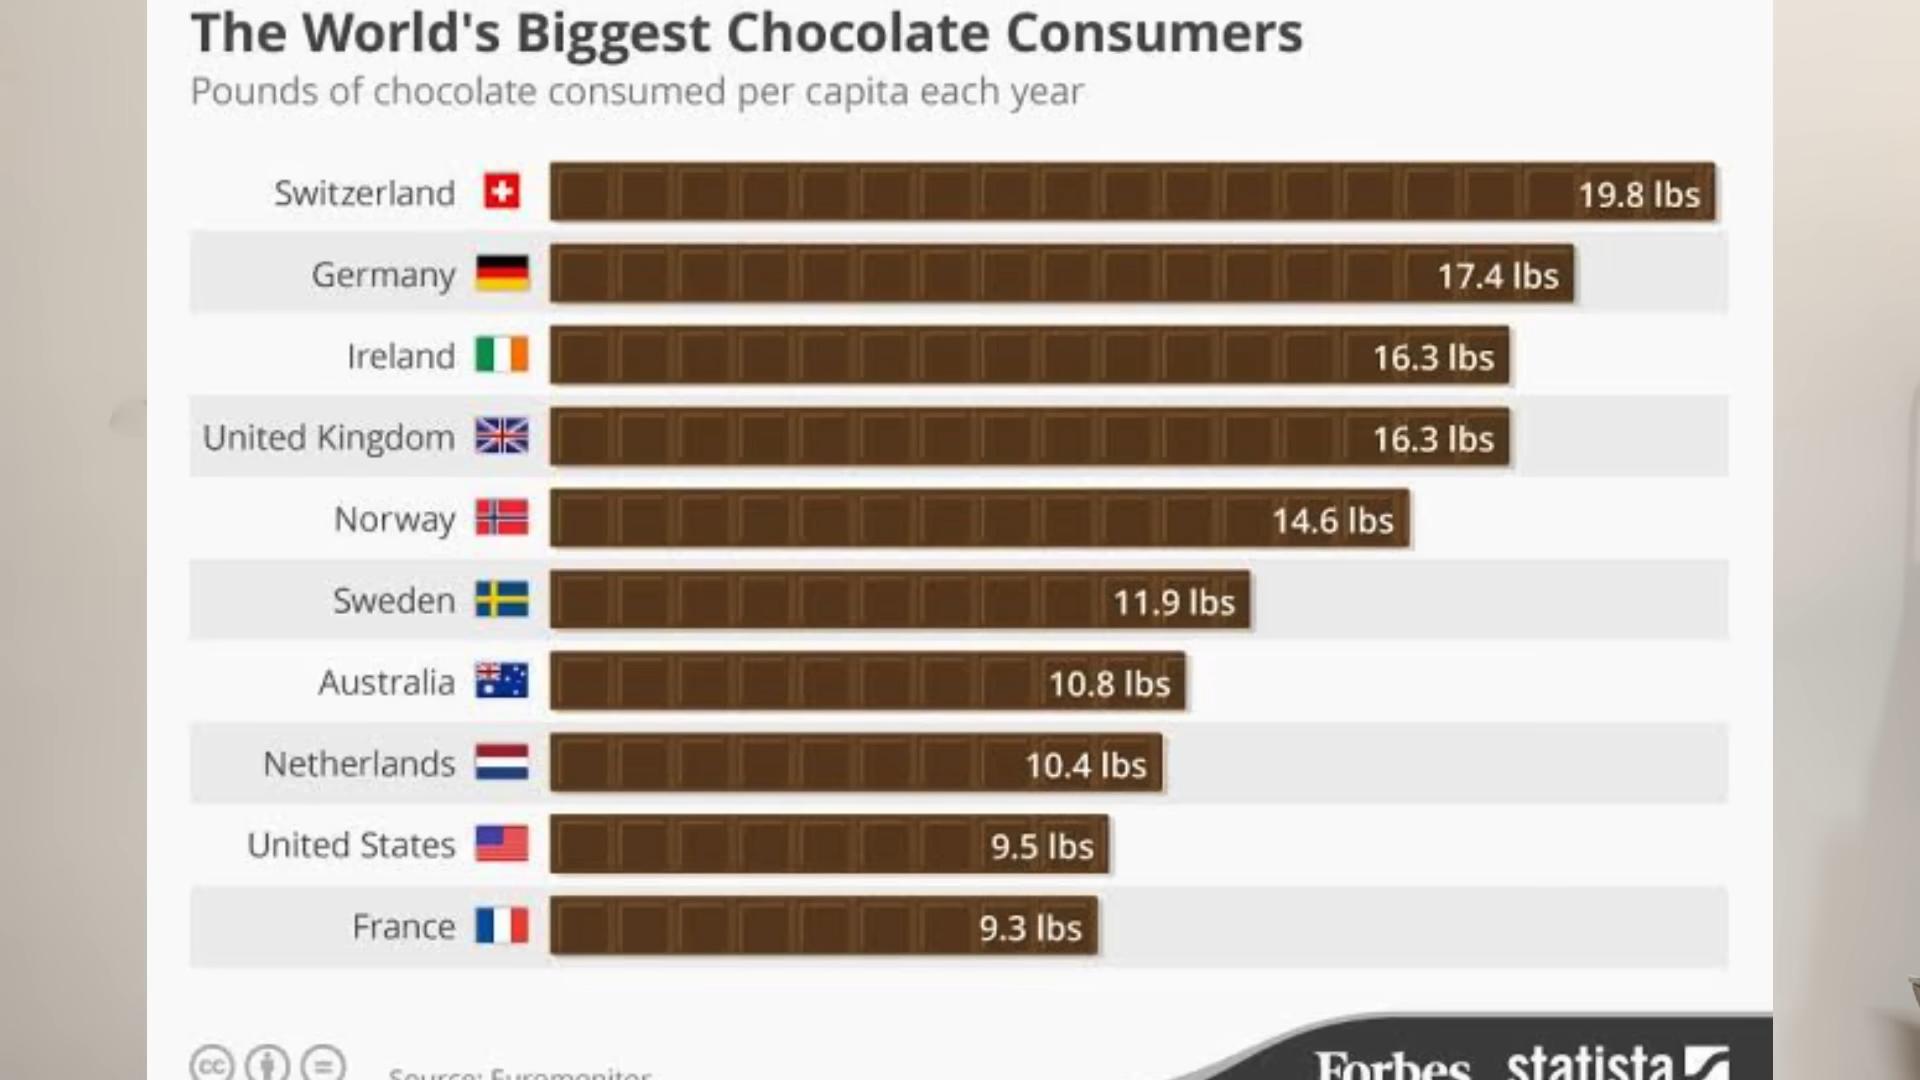 The World's Biggest Chocolate Consumers
Pounds of chocolate consumed per capita each year
Switzerland 19.8 lbs
Germany 17.4 lbs
Ireland 16.3 lbs
United Kingdom 16.3 lbs
Norway 14.6 lbs
Sweden 11.9 lbs
Australia 10.8 lbs
Netherlands 10.4 lbs
United States 9.5 lbs
France 9.3 lbs
cc Source: Euromonitor Forbes statista